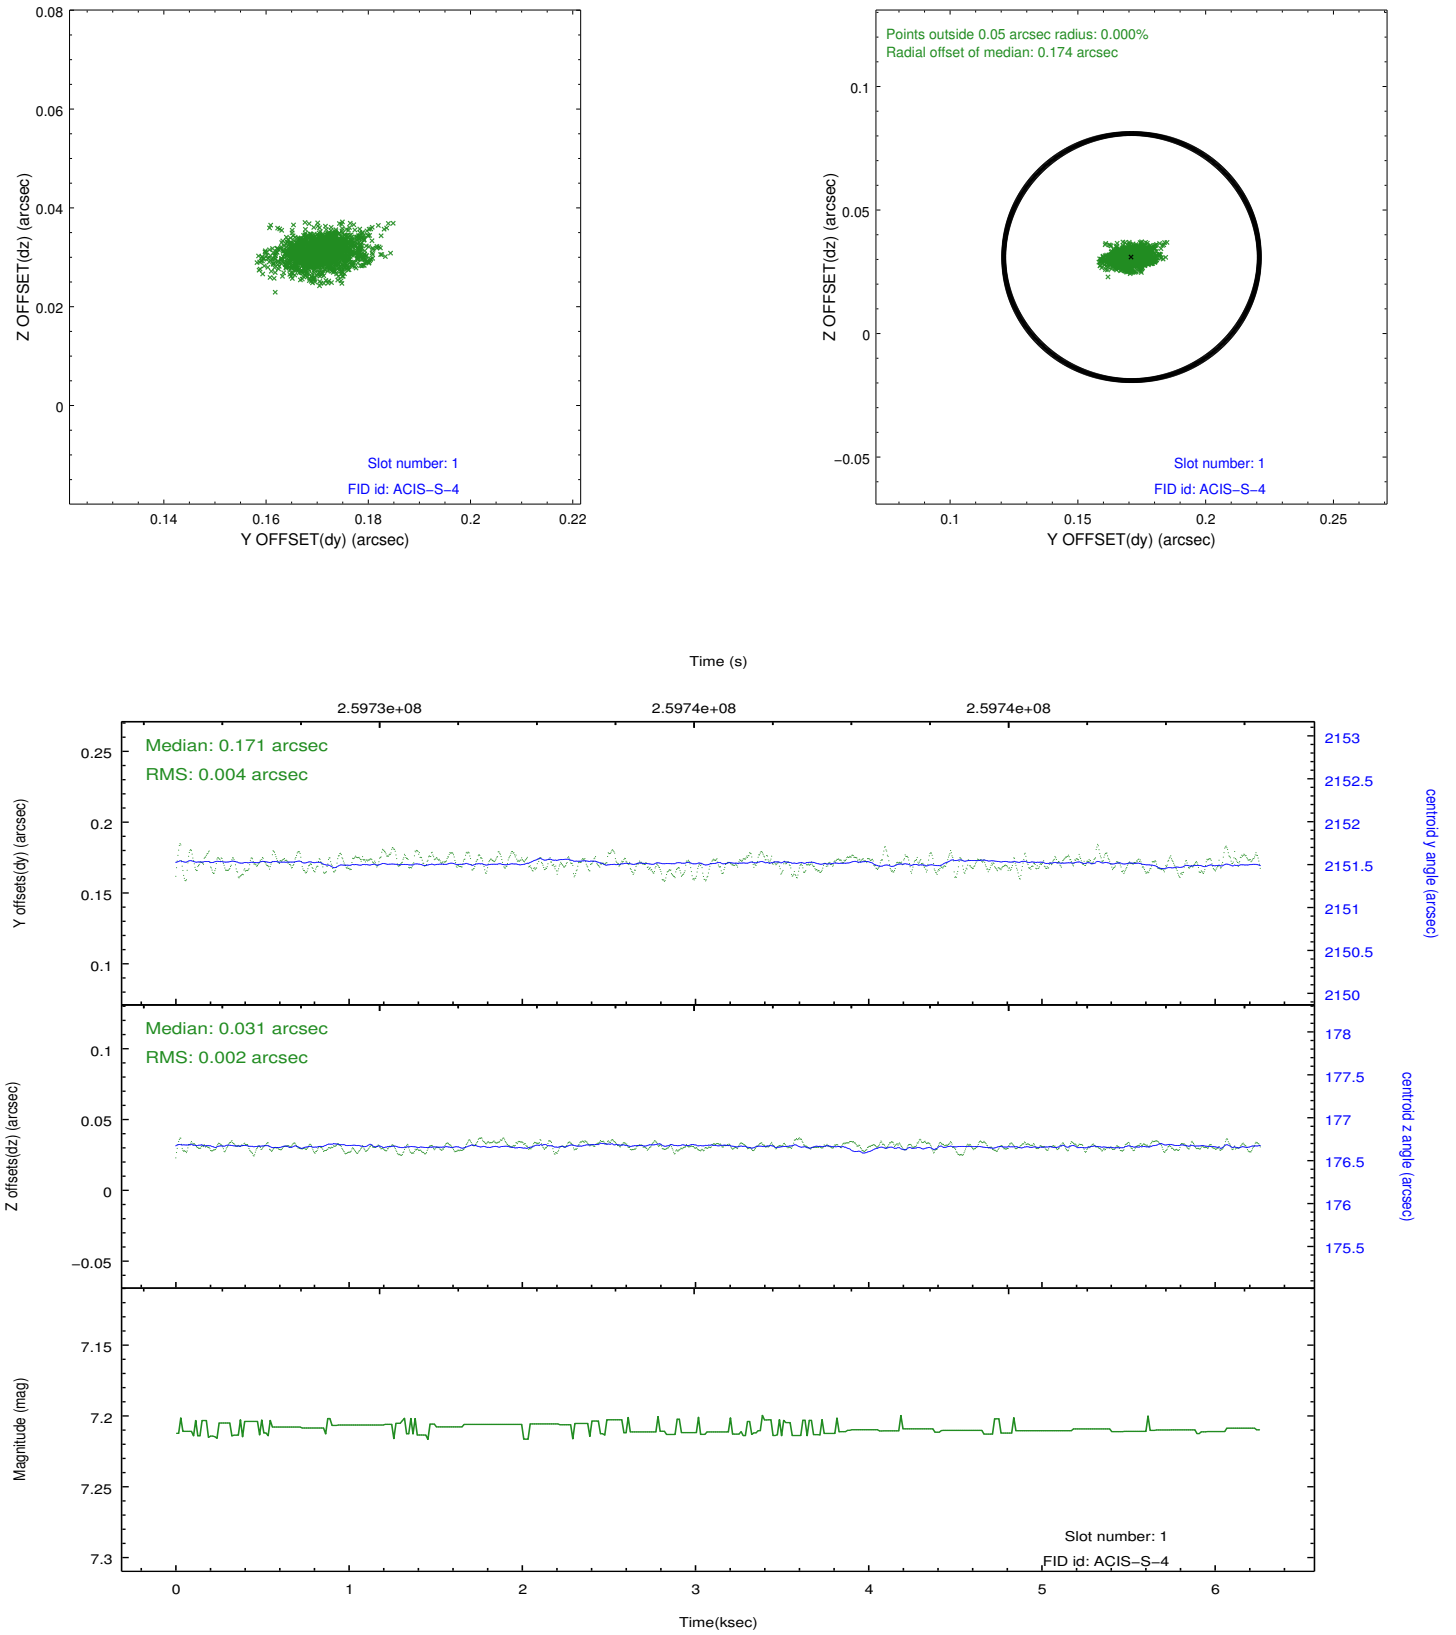 0.08
0.06
0.04
0.02
0
Z OFFSET(dz) (arcsec)
Slot number: 1
FID id: ACIS−S−4
0.14 0.16 0.18 0.2 0.22
Y OFFSET(dy) (arcsec)
Points outside 0.05 arcsec radius: 0.000%
Radial offset of median: 0.174 arcsec
0.1
0.05
0
−0.05
Z OFFSET(dz) (arcsec)
Slot number: 1
FID id: ACIS−S−4
0.1 0.15 0.2 0.25
Y OFFSET(dy) (arcsec)
Time (s)
2.5973e+08 2.5974e+08 2.5974e+08
Median: 0.171 arcsec
RMS: 0.004 arcsec
0.25
0.2
0.15
0.1
Y offsets(dy) (arcsec)
2153
2152.5
2152
2151.5
2151
2150.5
2150
centroid y angle (arcsec)
Median: 0.031 arcsec
RMS: 0.002 arcsec
0.1
0.05
0
−0.05
Z offsets(dz) (arcsec)
178
177.5
177
176.5
176
175.5
centroid z angle (arcsec)
7.15
7.2
7.25
7.3
Magnitude (mag)
Slot number: 1
FID id: ACIS−S−4
0 1 2 3 4 5 6
Time(ksec)